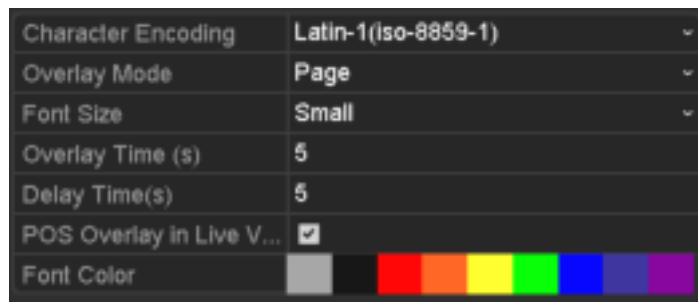 Character Encoding Latin-1(iso-8859-1)
Overlay Mode Page
Font Size Small
Overlay Time (s) 5
Delay Time(s) 5
POS Overlay in Live V...
Font Color